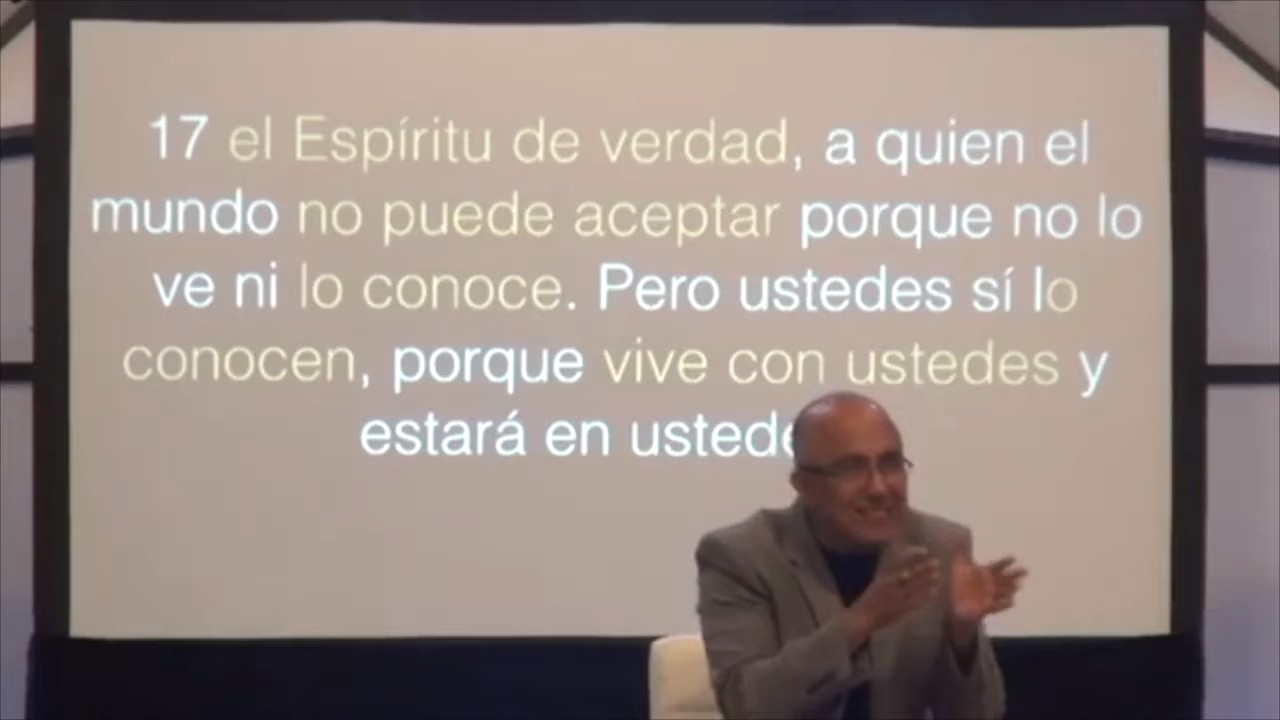 17 el Espíritu de verdad, a quien el
mundo no puede aceptar porque no lo
ve ni lo conoce. Pero ustedes sí lo
conocen, porque vive con ustedes y
estará en ustede